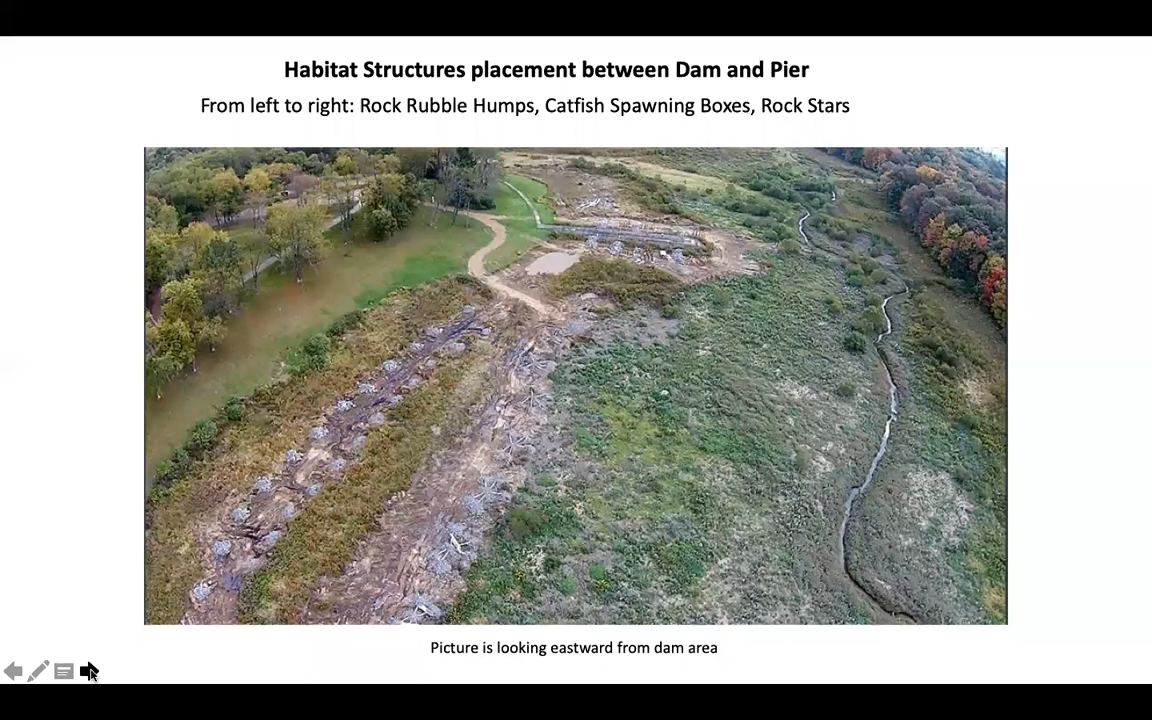 Habitat Structures placement between Dam and Pier
From left to right: Rock Rubble Humps, Catfish Spawning Boxes, Rock Stars
Picture is looking eastward from dam area